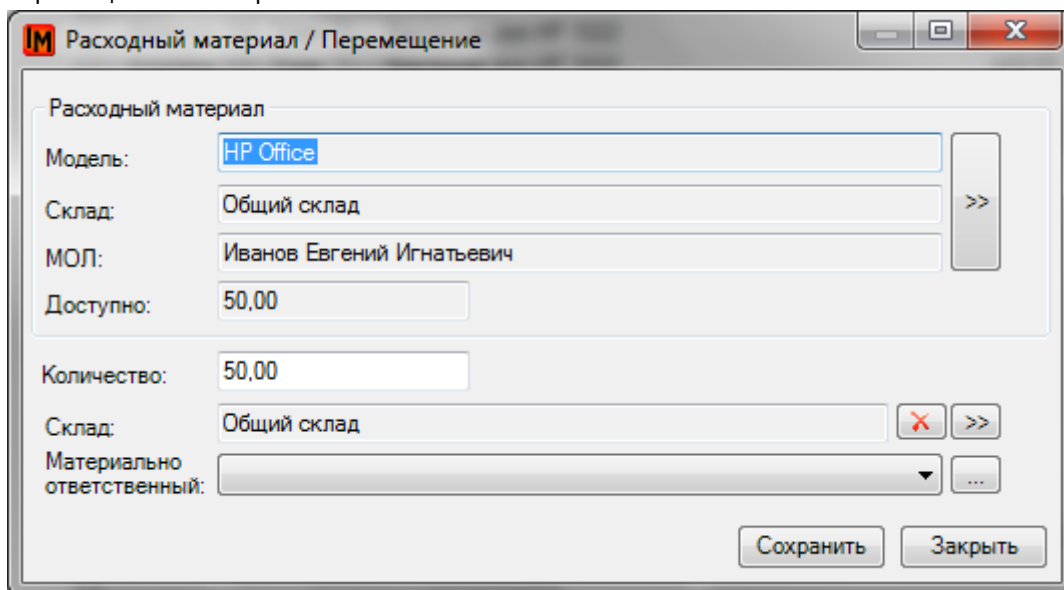 IM Расходный материал / Перемещение
Расходный материал
Модель: HP Office
Склад: Общий склад >>
МОЛ: Иванов Евгений Игнатьевич
Доступно: 50,00
Количество: 50,00
Склад: Общий склад >>
Материально
ответственный: ...
Сохранить Закрыть